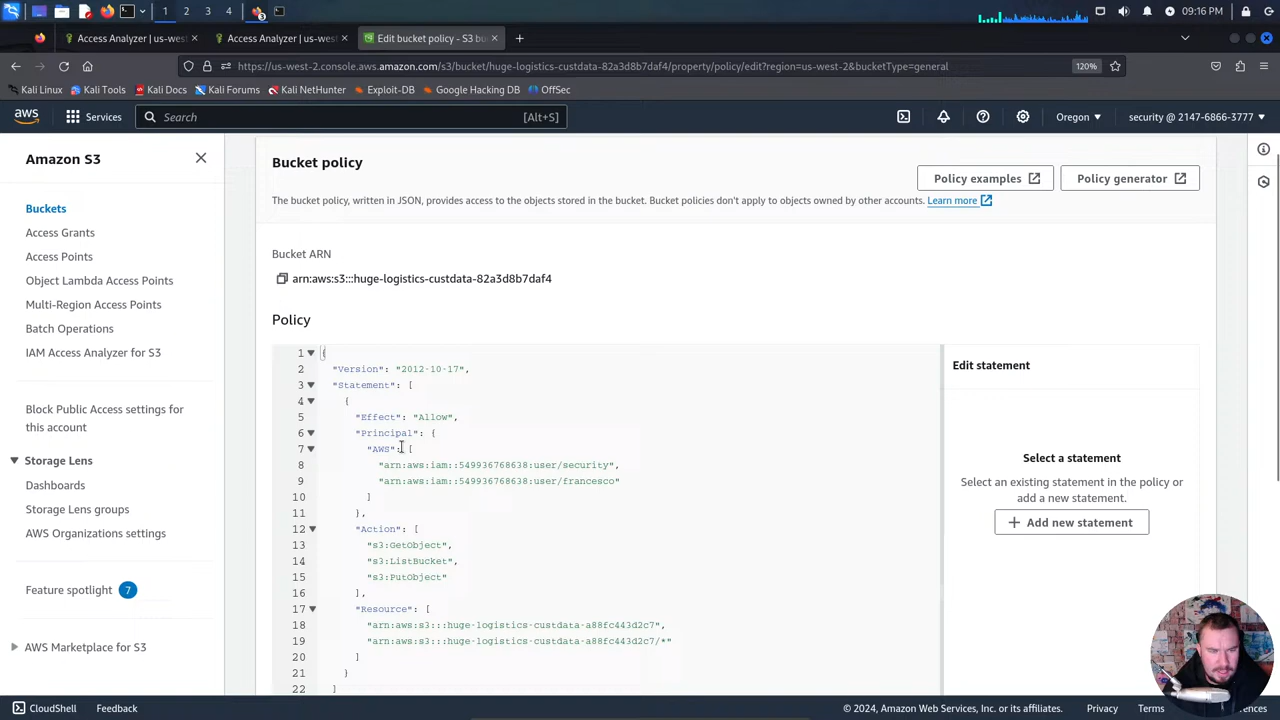 1
2
3
4
3
09:16 PM
Access Analyzer | us-west-
Access Analyzer | us-west-
Edit bucket policy - S3 bu
https://us-west-2.console.aws.amazon.com/s3/bucket/huge-logistics-custdata-82a3d8b7daf4/property/policy/edit?region=us-west-2&bucketType=general
120%
Kali Linux
Kali Tools
Kali Docs
Kali Forums
Kali NetHunter
Exploit-DB
Google Hacking DB
OffSec
aws
Services
Search
[Alt+S]
Oregon
security @ 2147-6866-3777
Amazon S3
Buckets
Access Grants
Access Points
Object Lambda Access Points
Multi-Region Access Points
Batch Operations
IAM Access Analyzer for S3
Block Public Access settings for
this account
Storage Lens
Dashboards
Storage Lens groups
AWS Organizations settings
Feature spotlight 7
AWS Marketplace for S3
Bucket policy
Policy examples
Policy generator
The bucket policy, written in JSON, provides access to the objects stored in the bucket. Bucket policies don't apply to objects owned by other accounts. Learn more
Bucket ARN
arn:aws:s3:::huge-logistics-custdata-82a3d8b7daf4
Policy
1 {
2 "Version": "2012-10-17",
3 "Statement": [
4 {
5 "Effect": "Allow",
6 "Principal": {
7 "AWS": [
8 "arn:aws:iam::549936768638:user/security",
9 "arn:aws:iam::549936768638:user/francesco"
10 ]
11 },
12 "Action": [
13 "s3:GetObject",
14 "s3:ListBucket",
15 "s3:PutObject"
16 ],
17 "Resource": [
18 "arn:aws:s3:::huge-logistics-custdata-a88fc443d2c7",
19 "arn:aws:s3:::huge-logistics-custdata-a88fc443d2c7/*"
20 ]
21 }
22 ]
Edit statement
Select a statement
Select an existing statement in the policy or
add a new statement.
Add new statement
CloudShell
Feedback
© 2024, Amazon Web Services, Inc. or its affiliates.
Privacy
Terms